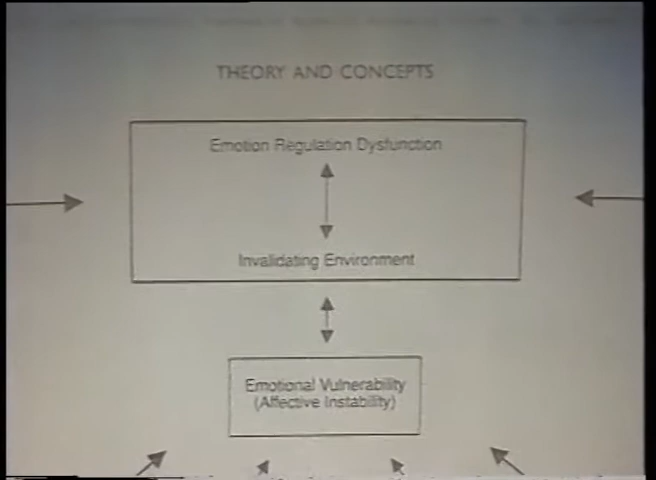 THEORY AND CONCEPTS
Emotion Regulation Dysfunction
Invalidating Environment
Emotional Vulnerability
(Affective Instability)